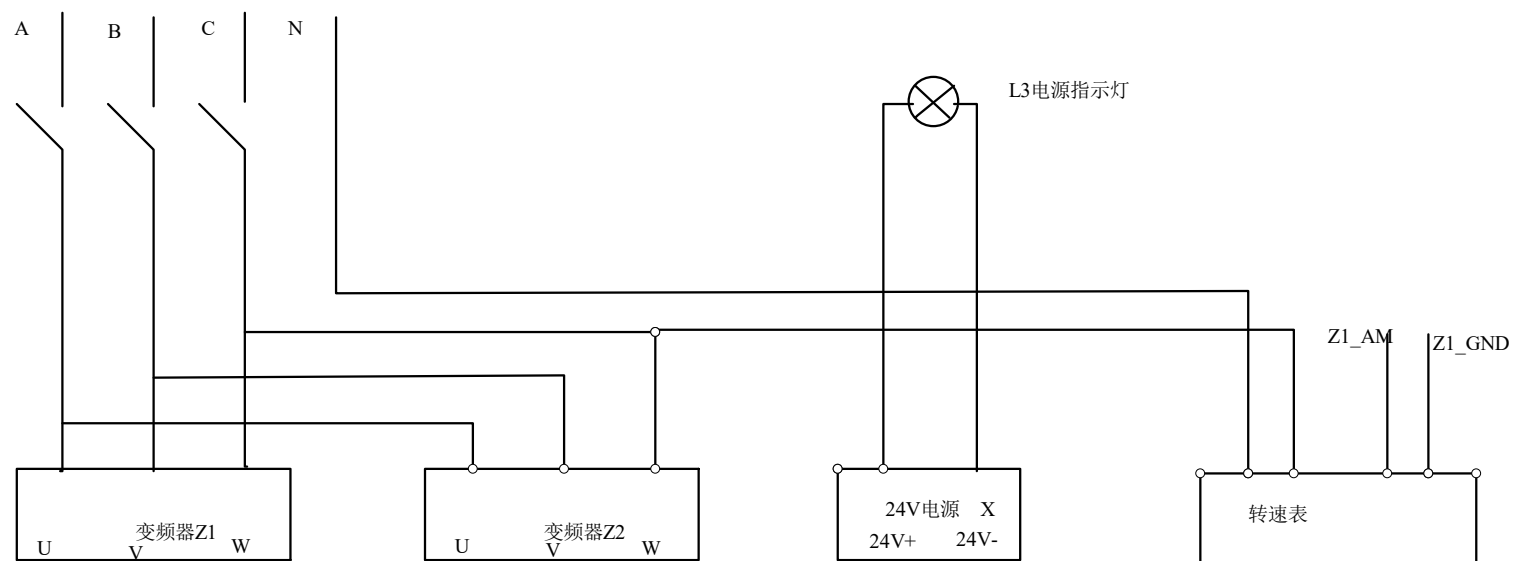 A
B
C
N
L3电源指示灯
Z1_AM
Z1_GND
变频器Z1
U
V
W
变频器Z2
U
V
W
24V电源 X
24V+ 24V-
转速表